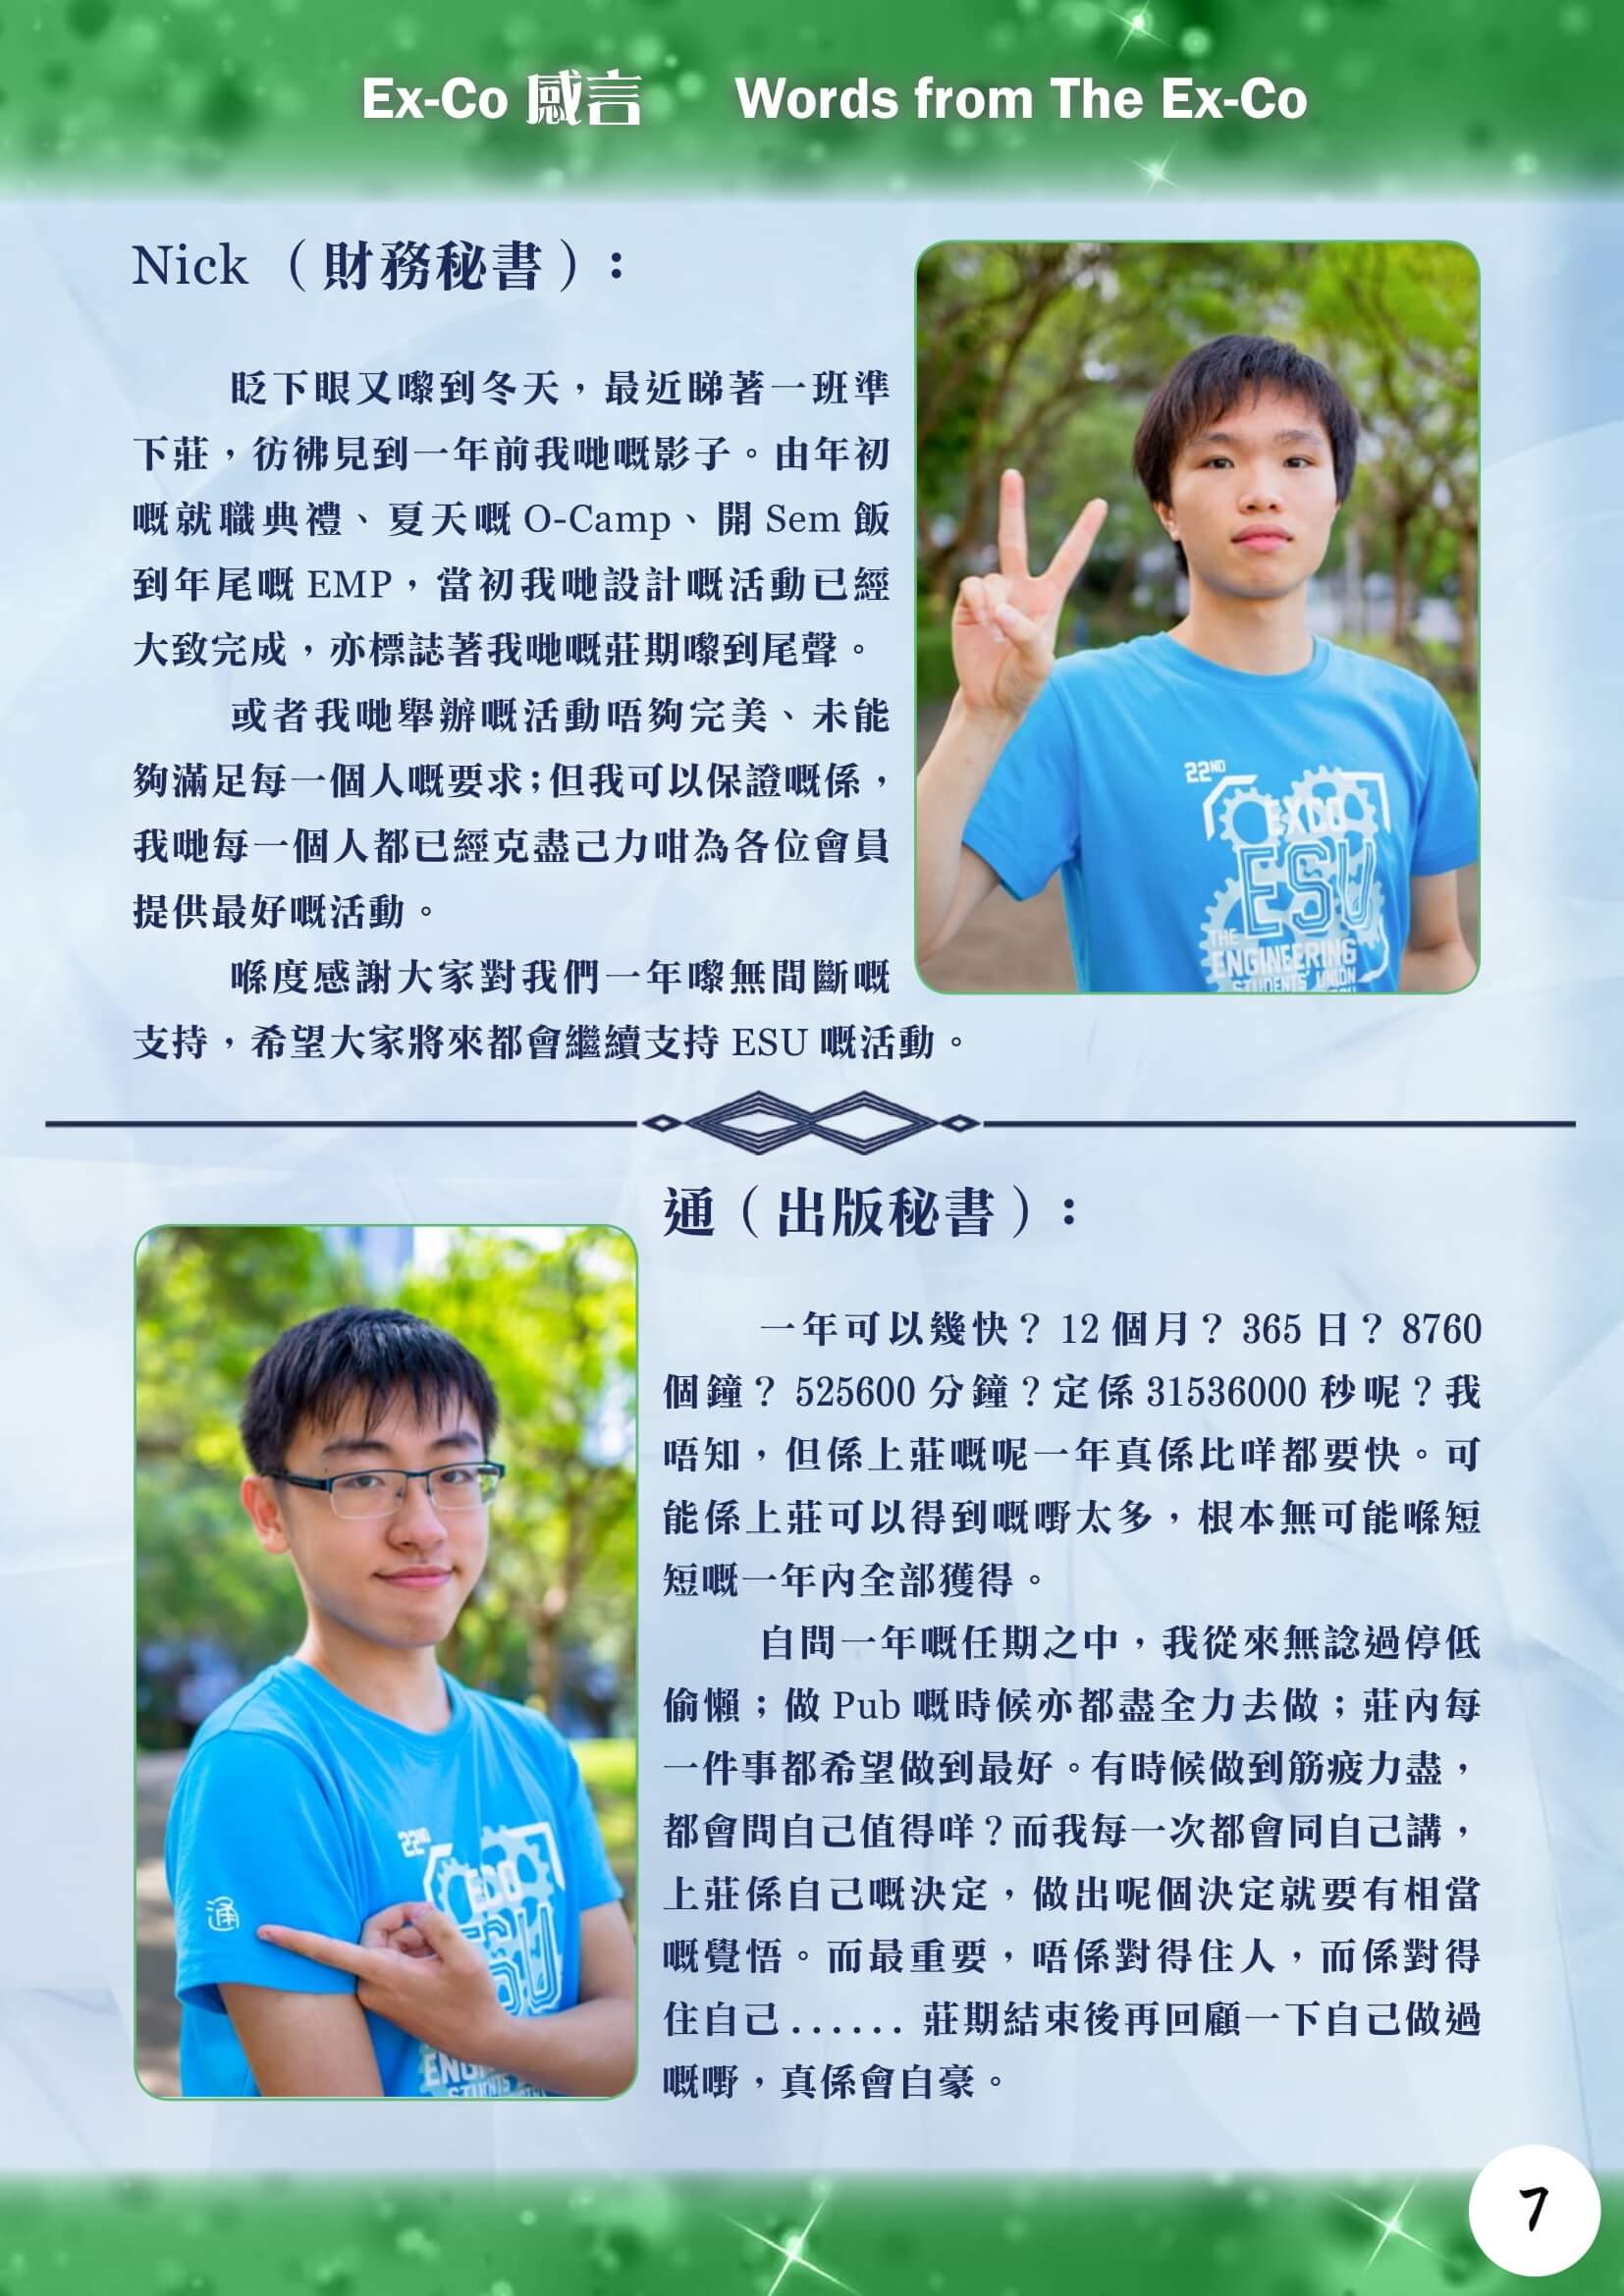 Ex-Co 感言 Words from The Ex-Co
Nick （財務秘書）：
眨下眼又嚟到冬天，最近睇著一班準
下莊，彷彿見到一年前我哋嘅影子。由年初
嘅就職典禮、夏天嘅 O-Camp、開 Sem 飯
到年尾嘅 EMP，當初我哋設計嘅活動已經
大致完成，亦標誌著我哋嘅莊期嚟到尾聲。
或者我哋舉辦嘅活動唔夠完美、未能
夠滿足每一個人嘅要求；但我可以保證嘅係，
我哋每一個人都已經克盡己力咁為各位會員
提供最好嘅活動。
喺度感謝大家對我們一年嚟無間斷嘅
支持，希望大家將來都會繼續支持 ESU 嘅活動。
22ND
EXCO
ESU
THE
ENGINEERING
STUDENTS' UNION
通（出版秘書）：
一年可以幾快？ 12 個月？ 365 日？ 8760
個鐘？ 525600 分鐘？定係 31536000 秒呢？我
唔知，但係上莊嘅呢一年真係比咩都要快。可
能係上莊可以得到嘅嘢太多，根本無可能喺短
短嘅一年內全部獲得。
自問一年嘅任期之中，我從來無諗過停低
偷懶；做 Pub 嘅時候亦都盡全力去做；莊內每
一件事都希望做到最好。有時候做到筋疲力盡，
都會問自己值得咩？而我每一次都會同自己講，
上莊係自己嘅決定，做出呢個決定就要有相當
嘅覺悟。而最重要，唔係對得住人，而係對得
住自己...... 莊期結束後再回顧一下自己做過
嘅嘢，真係會自豪。
22ND
通
7